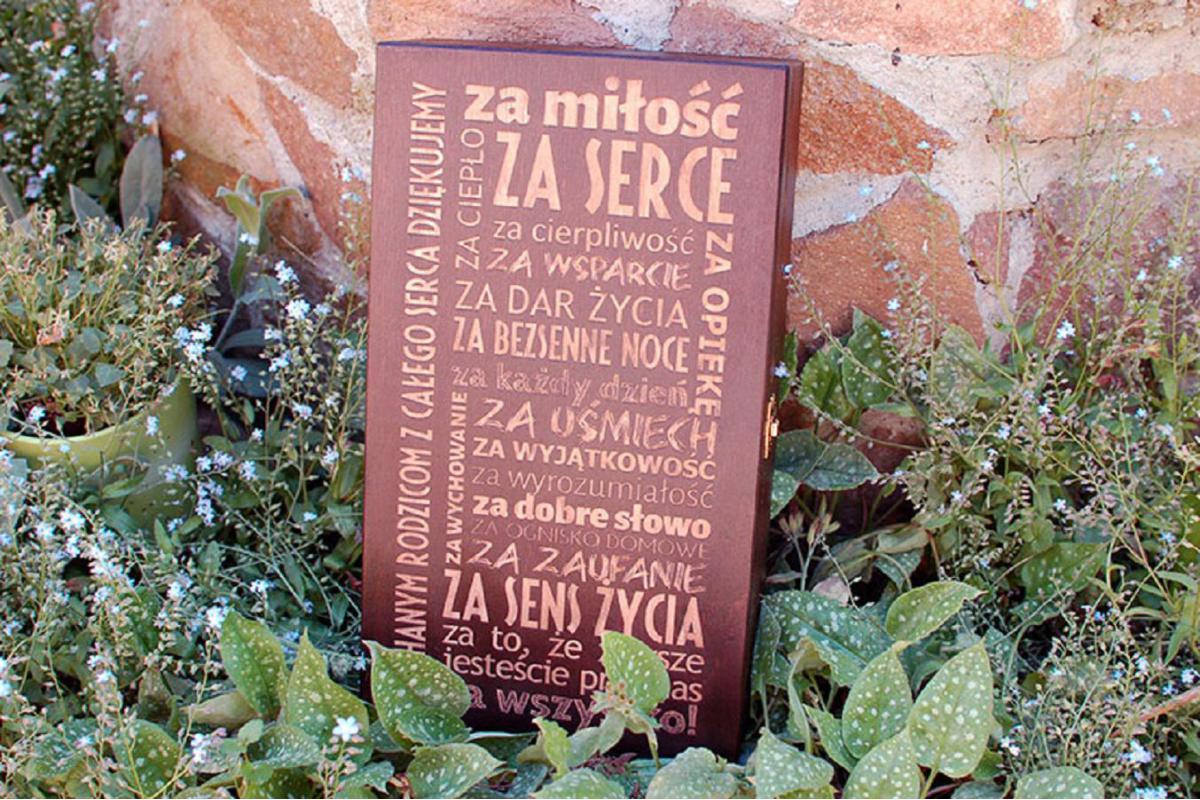 HANYM RODZICOM Z CAŁEGO SERCA DZIĘKUJEMY
za miłość
ZA CIEPŁO
ZA SERCE
za cierpliwość
ZA WSPARCIE
ZA DAR ŻYCIA
ZA BEZSENNE NOCE
ZA OPIEKĘ
za każdy dzień
ZA UŚMIECH
ZA WYCHOWANIE
ZA WYJĄTKOWOŚĆ
za wyrozumiałość
za dobre słowo
ZA OGNISKO DOMOWE
ZA ZAUFANIE
ZA SENS ŻYCIA
za to, że
jesteście